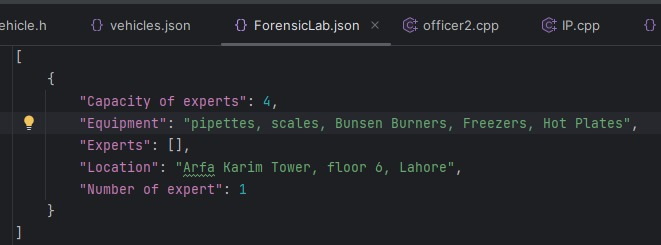 ehicle.h vehicles.json ForensicLab.json × officer2.cpp IP.cpp
[
{
"Capacity of experts": 4,
"Equipment": "pipettes, scales, Bunsen Burners, Freezers, Hot Plates",
"Experts": [],
"Location": "Arfa Karim Tower, floor 6, Lahore",
"Number of expert": 1
}
]